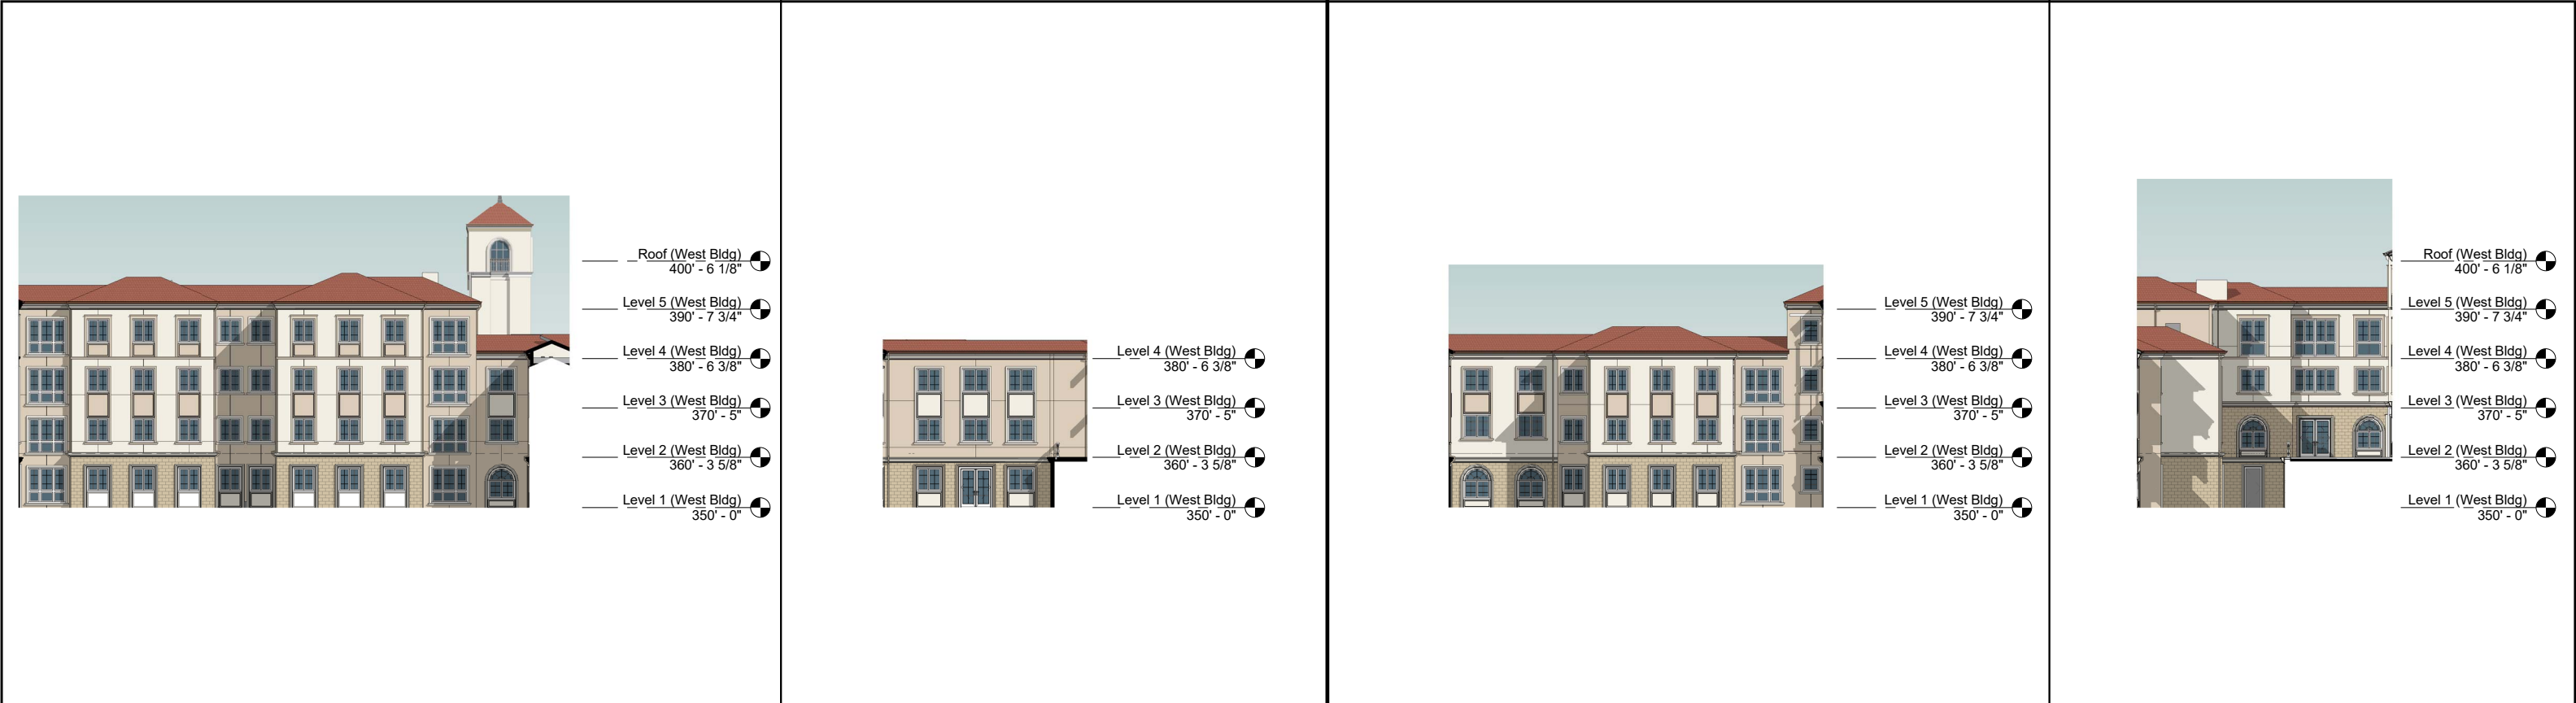 Roof (West Bldg)
400' - 6 1/8"
Level 5 (West Bldg)
390' - 7 3/4"
Level 4 (West Bldg)
380' - 6 3/8"
Level 3 (West Bldg)
370' - 5"
Level 2 (West Bldg)
360' - 3 5/8"
Level 1 (West Bldg)
350' - 0"
Level 4 (West Bldg)
380' - 6 3/8"
Level 3 (West Bldg)
370' - 5"
Level 2 (West Bldg)
360' - 3 5/8"
Level 1 (West Bldg)
350' - 0"
Level 5 (West Bldg)
390' - 7 3/4"
Level 4 (West Bldg)
380' - 6 3/8"
Level 3 (West Bldg)
370' - 5"
Level 2 (West Bldg)
360' - 3 5/8"
Level 1 (West Bldg)
350' - 0"
Roof (West Bldg)
400' - 6 1/8"
Level 5 (West Bldg)
390' - 7 3/4"
Level 4 (West Bldg)
380' - 6 3/8"
Level 3 (West Bldg)
370' - 5"
Level 2 (West Bldg)
360' - 3 5/8"
Level 1 (West Bldg)
350' - 0"